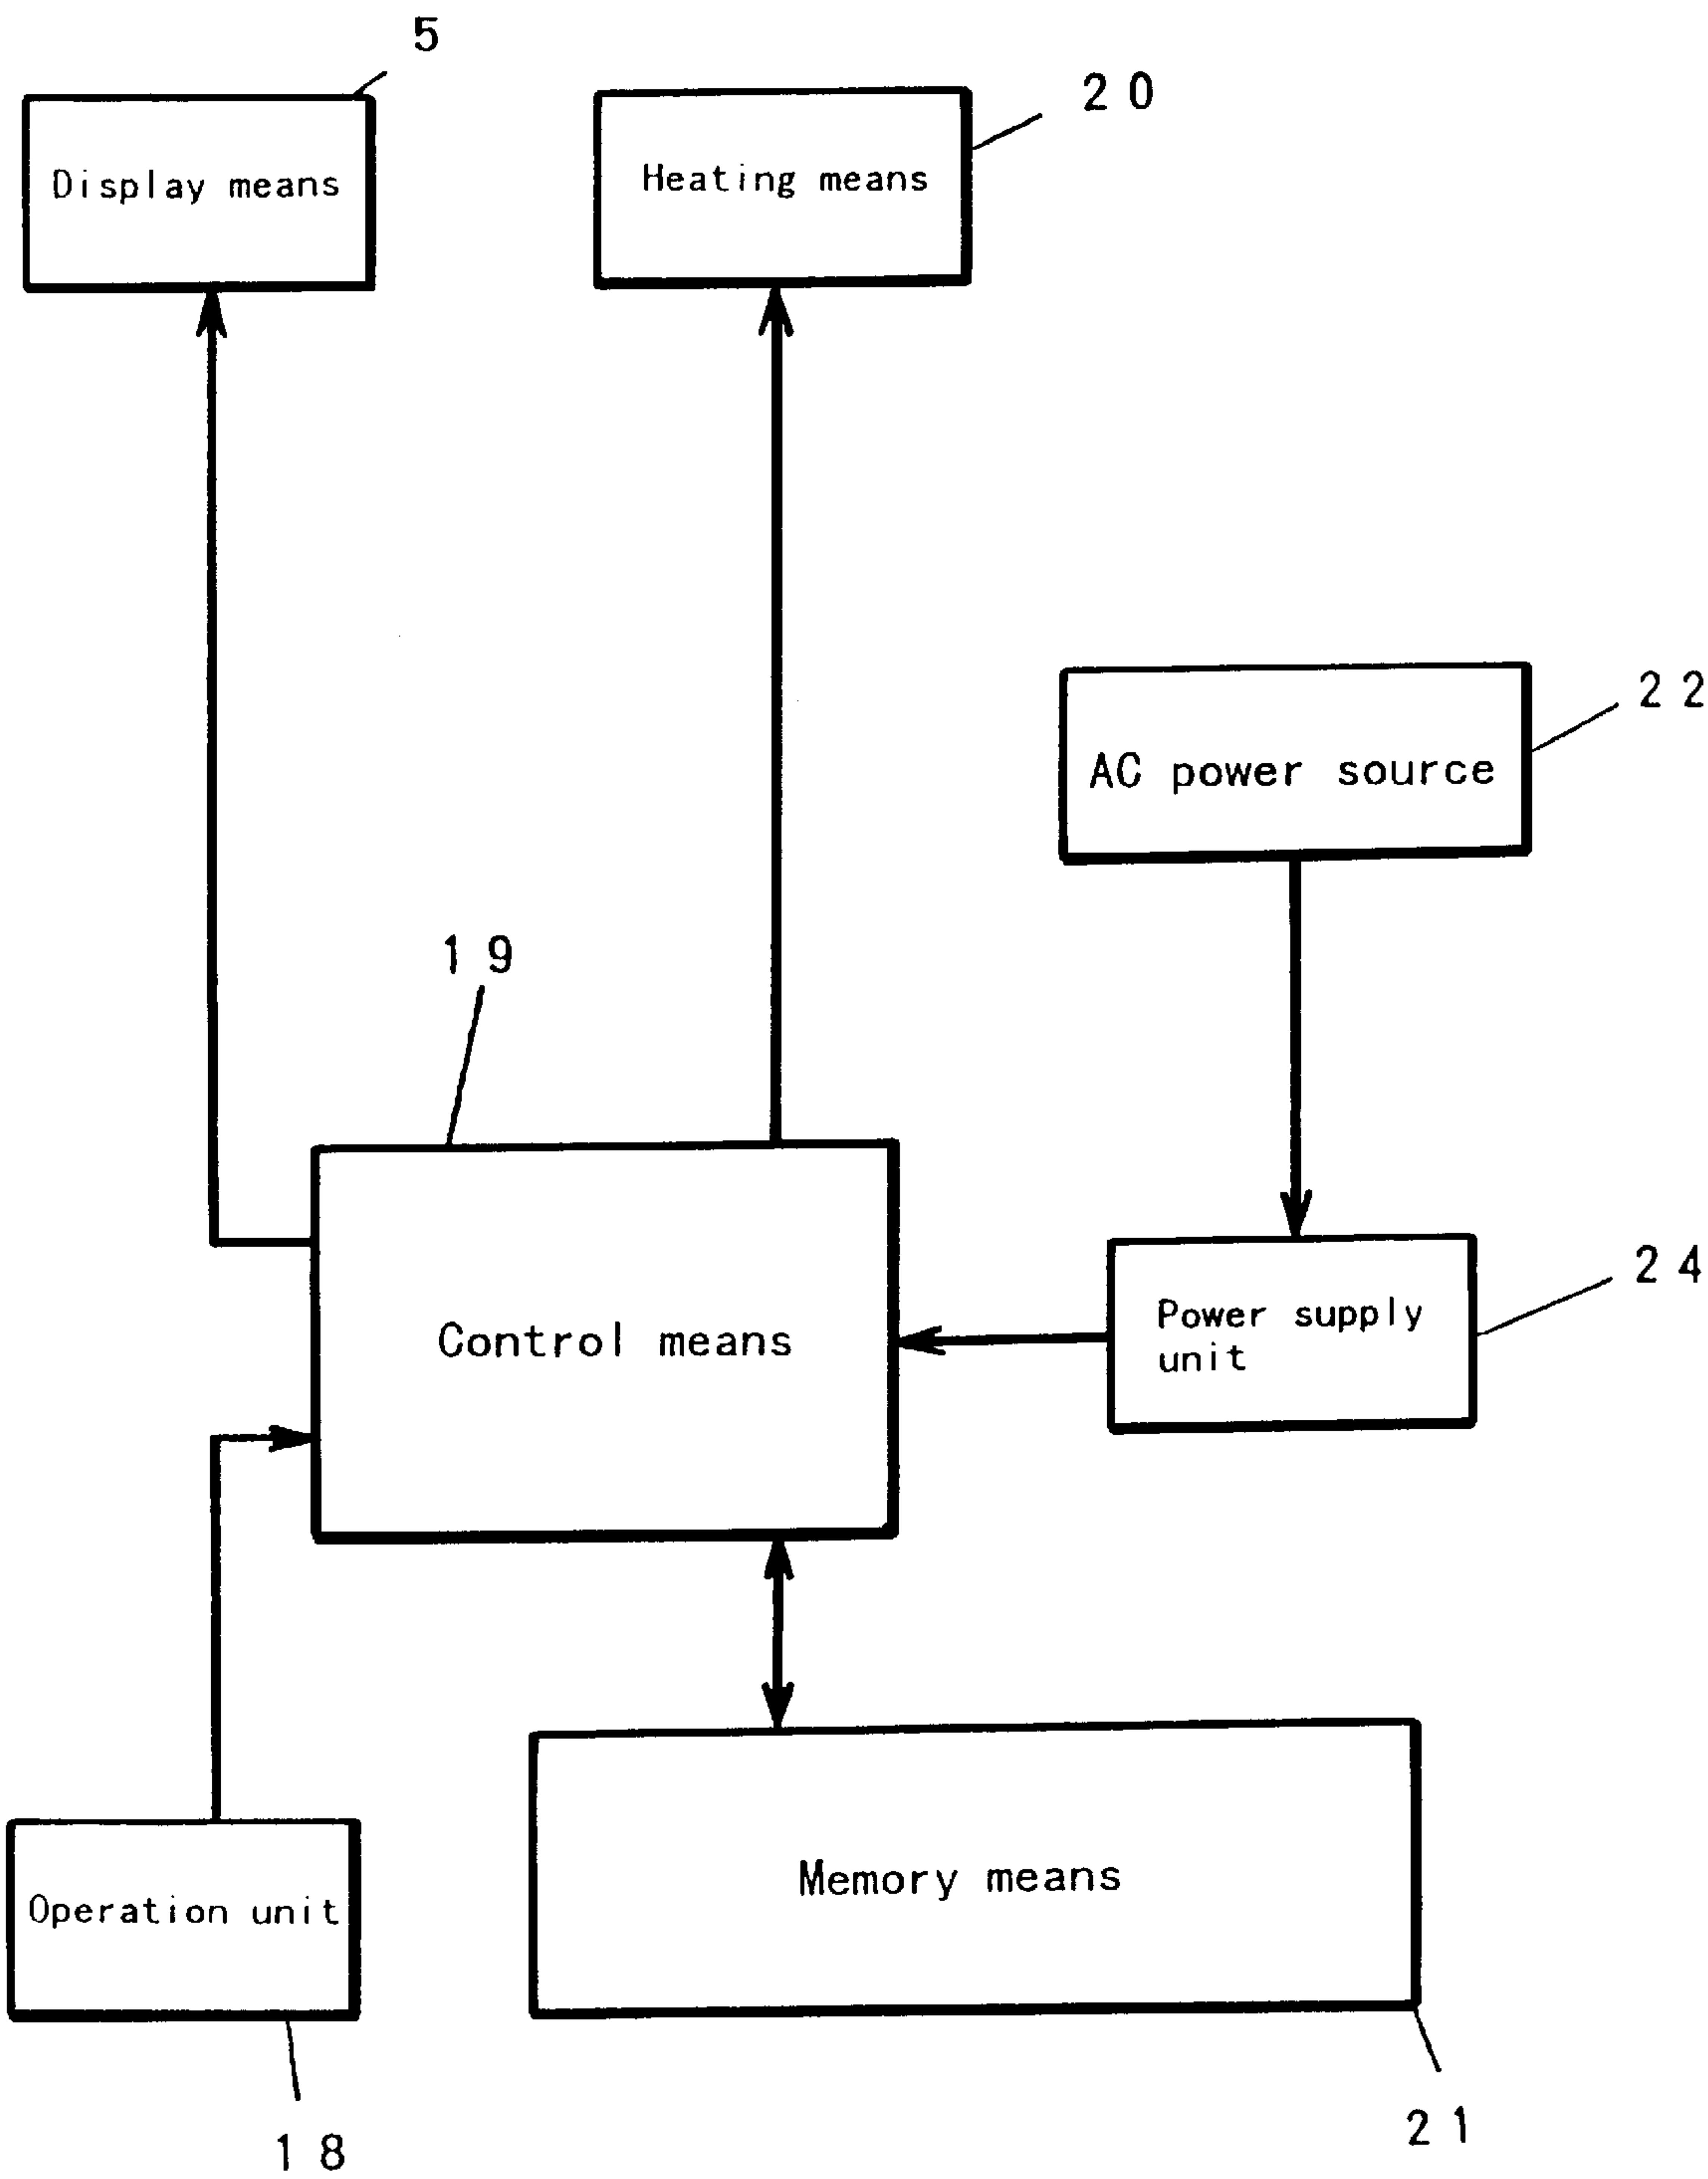 5
20
Display means
Heating means
22
AC power source
19
24
Power supply
unit
Control means
Memory means
Operation unit
21
18